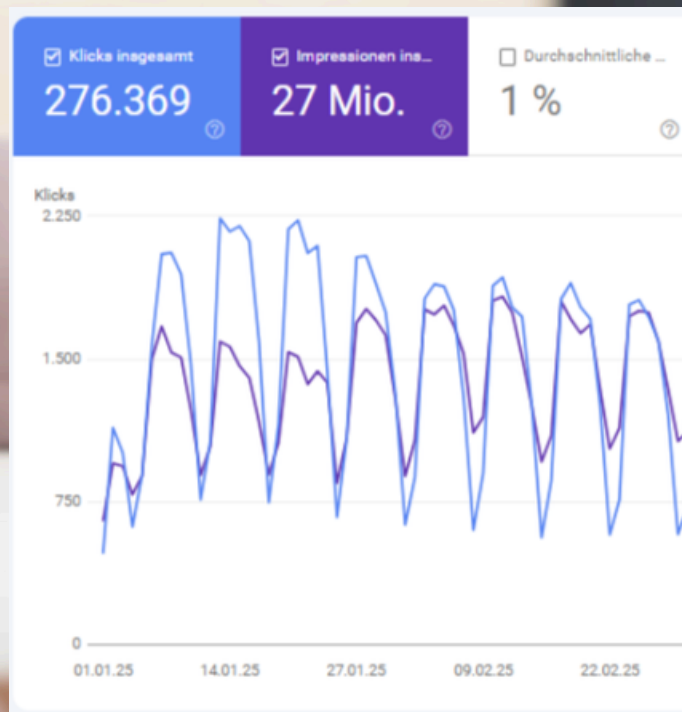 Klicks insgesamt
276.369
Impressionen ins...
27 Mio.
Durchschnittliche ...
1 %
Klicks
2.250
1.500
750
0
01.01.25 14.01.25 27.01.25 09.02.25 22.02.25